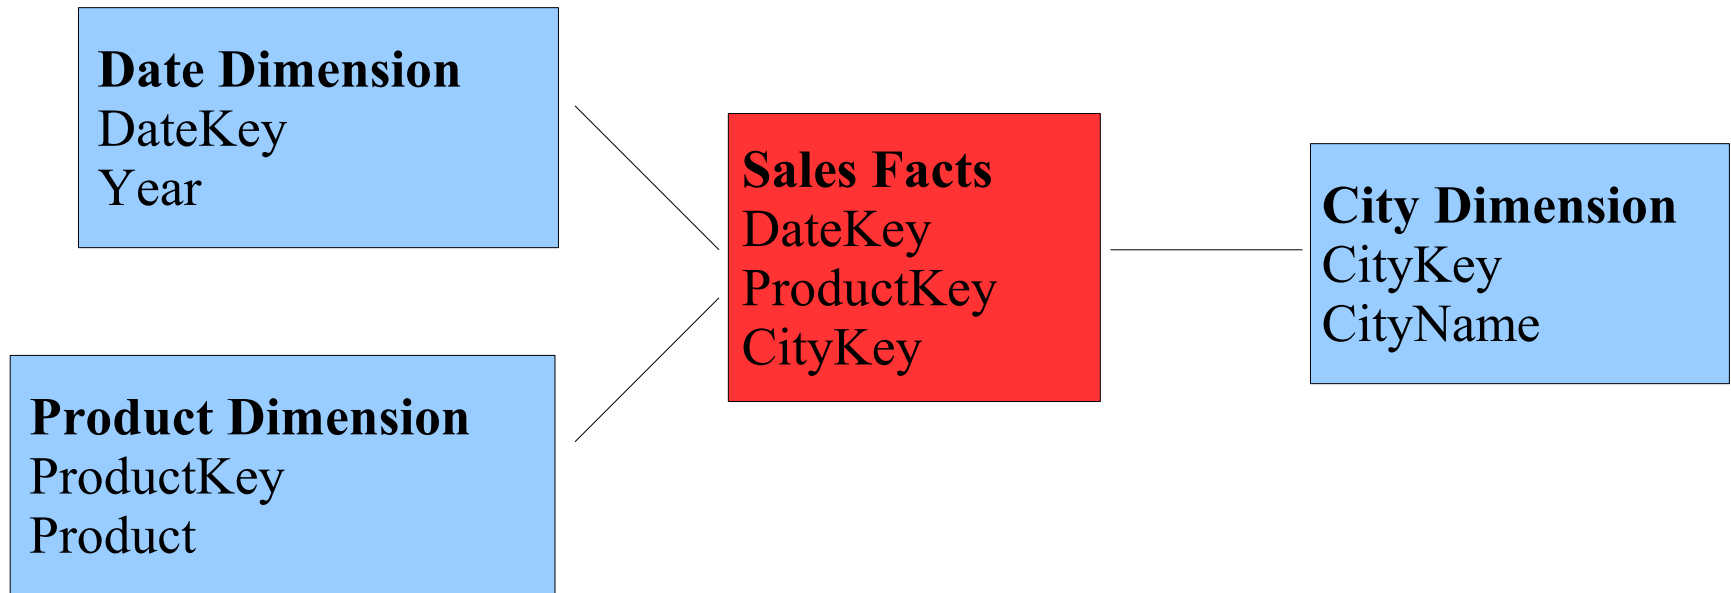 Date Dimension
DateKey
Year
Product Dimension
ProductKey
Product
Sales Facts
DateKey
ProductKey
CityKey
City Dimension
CityKey
CityName